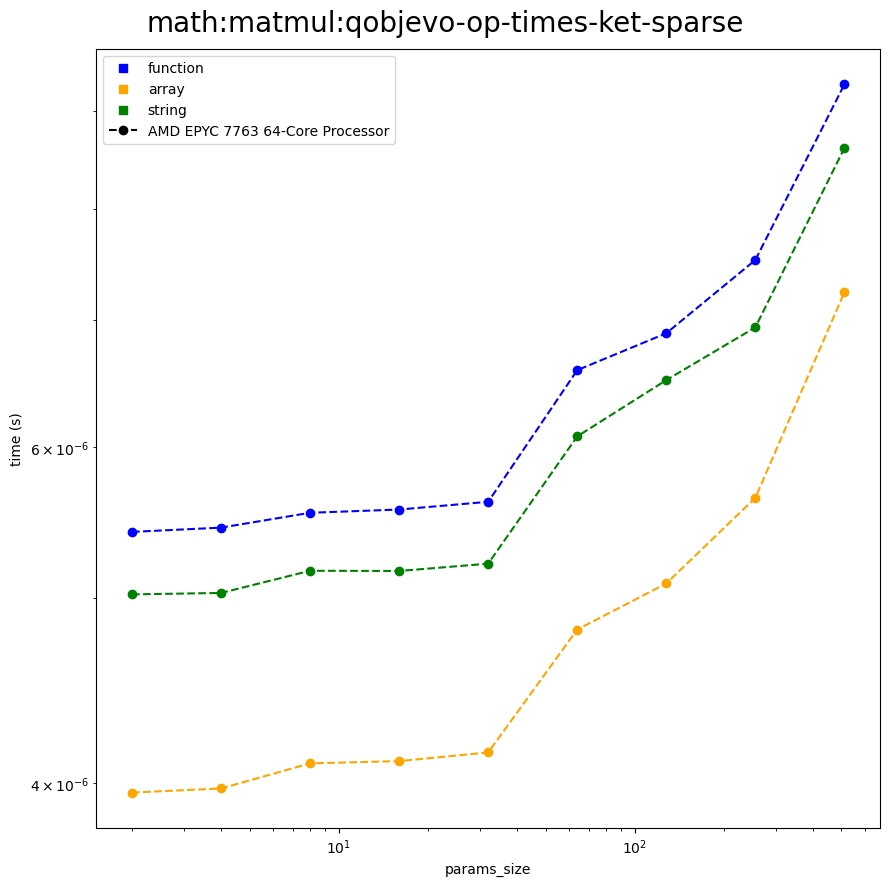 math:matmul:qobjevo-op-times-ket-sparse
function
array
string
AMD EPYC 7763 64-Core Processor
time (s)
6 × 10⁻⁶
4 × 10⁻⁶
10¹ 10²
params_size